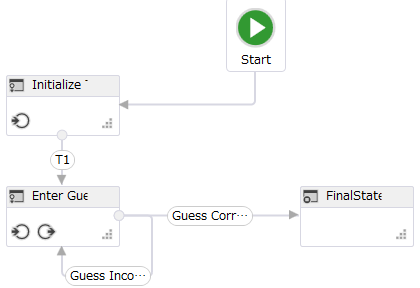 Start
Initialize
T1
Enter Gue
Guess Corr…
FinalState
Guess Inco…